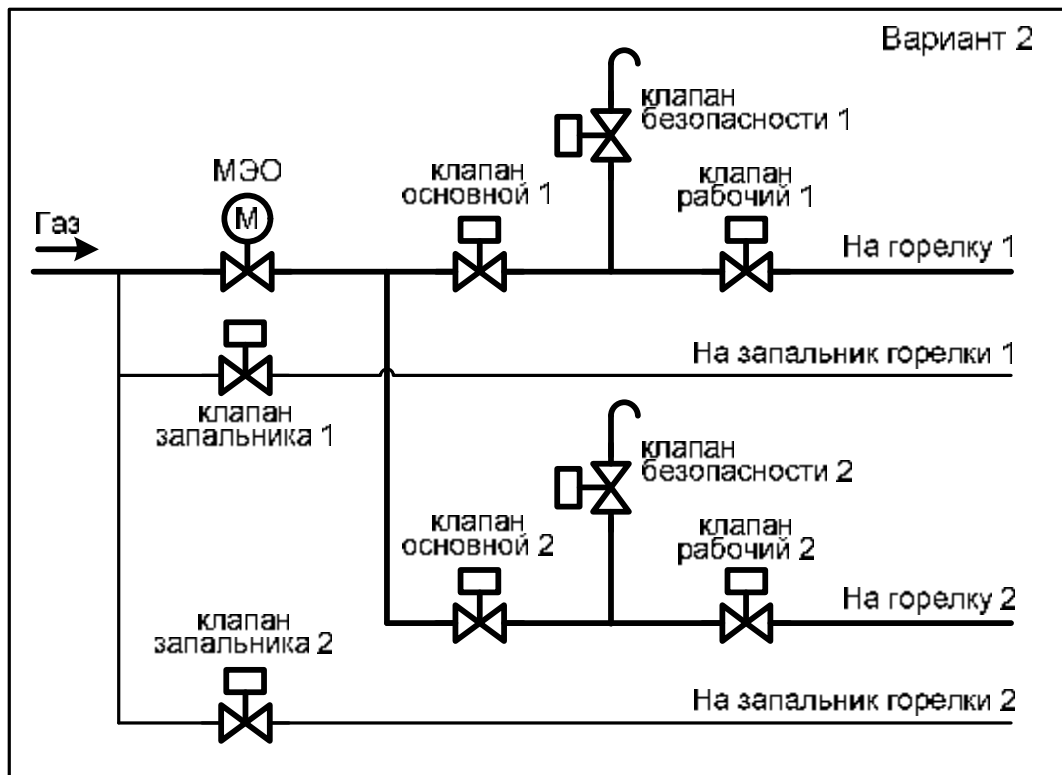 Вариант 2
клапан
безопасности 1
МЭО
клапан
основной 1
клапан
рабочий 1
Газ
М
На горелку 1
На запальник горелки 1
клапан
запальника 1
клапан
безопасности 2
клапан
основной 2
клапан
рабочий 2
На горелку 2
клапан
запальника 2
На запальник горелки 2